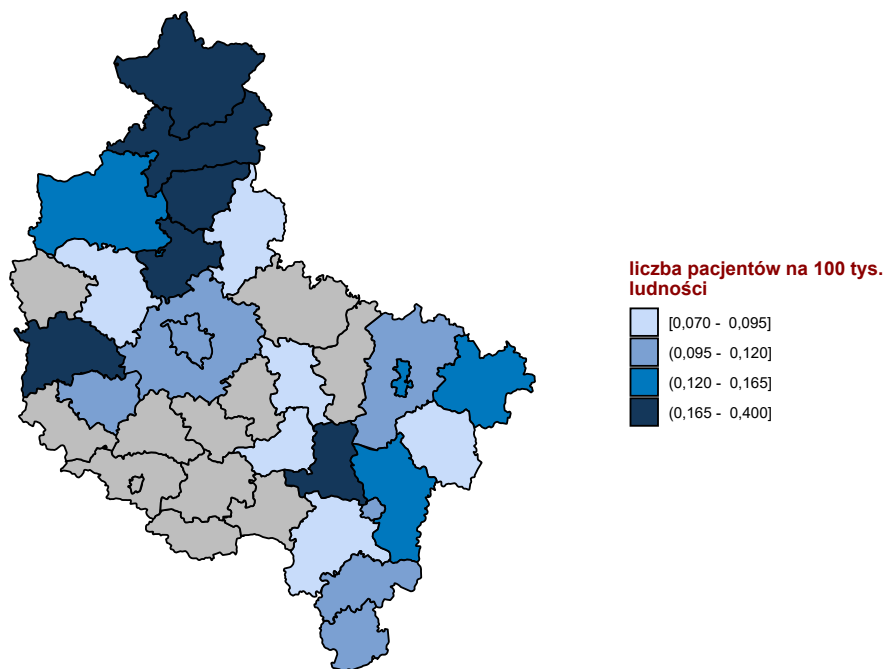 liczba pacjentów na 100 tys.
ludności
[0,070 - 0,095]
(0,095 - 0,120]
(0,120 - 0,165]
(0,165 - 0,400]